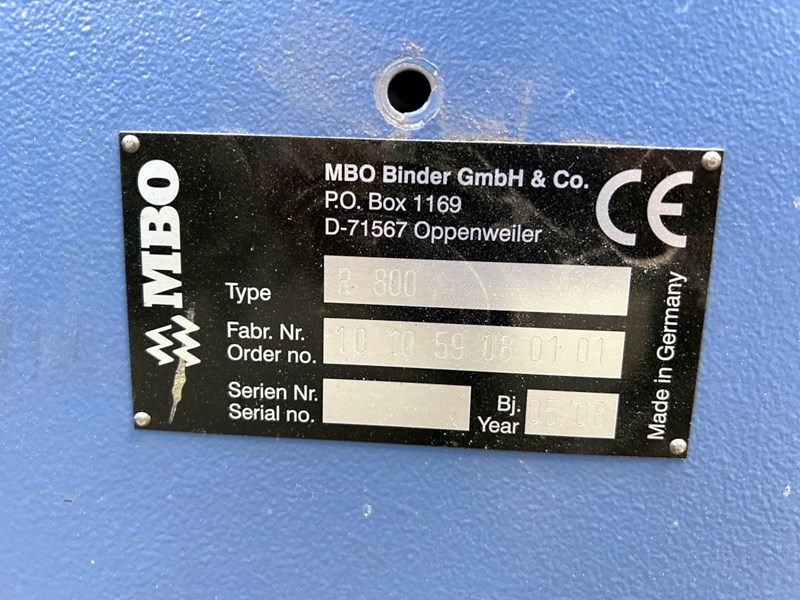 MBO
MBO Binder GmbH & Co.
P.O. Box 1169
D-71567 Oppenweiler
CE
Type R 800
Fabr. Nr.
Order no. 10 10 59 08 01 01
Serien Nr.
Serial no.
Bj.
Year
Made in Germany